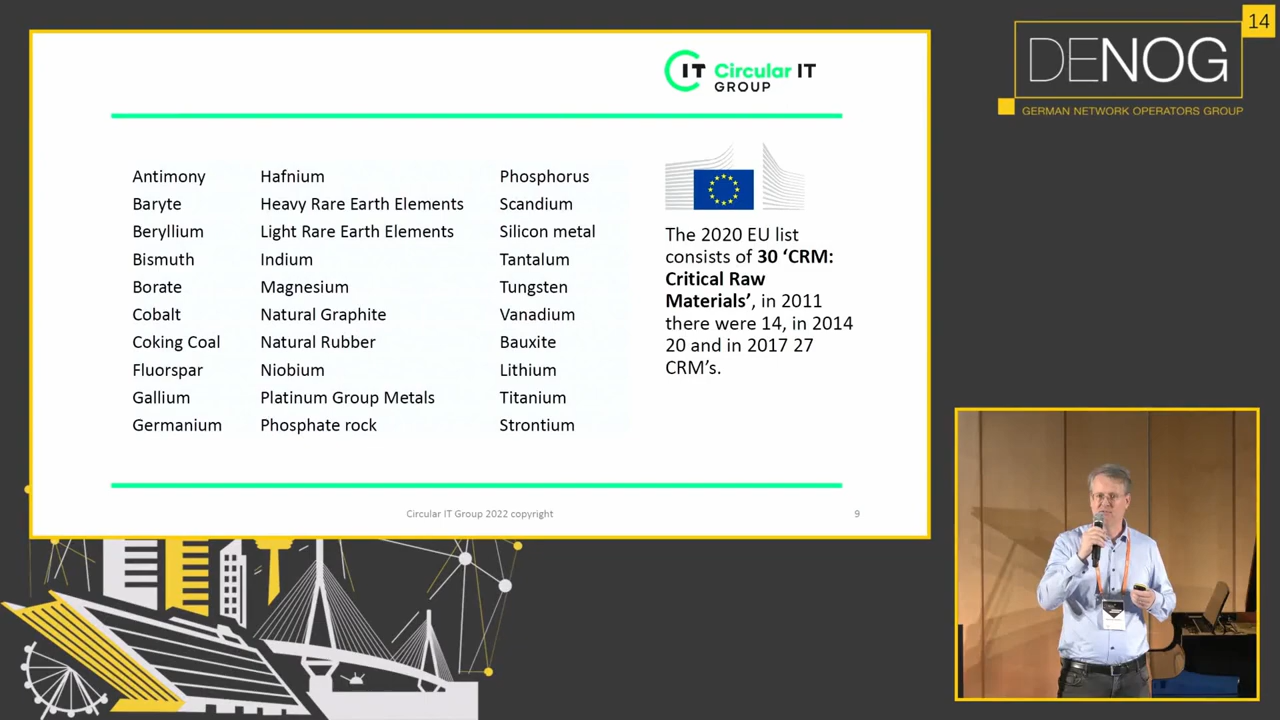 14
DENOG
GERMAN NETWORK OPERATORS GROUP
IT Circular IT
GROUP
Antimony
Baryte
Beryllium
Bismuth
Borate
Cobalt
Coking Coal
Fluorspar
Gallium
Germanium
Hafnium
Heavy Rare Earth Elements
Light Rare Earth Elements
Indium
Magnesium
Natural Graphite
Natural Rubber
Niobium
Platinum Group Metals
Phosphate rock
Phosphorus
Scandium
Silicon metal
Tantalum
Tungsten
Vanadium
Bauxite
Lithium
Titanium
Strontium
The 2020 EU list
consists of 30 ‘CRM:
Critical Raw
Materials’, in 2011
there were 14, in 2014
20 and in 2017 27
CRM’s.
Circular IT Group 2022 copyright
9